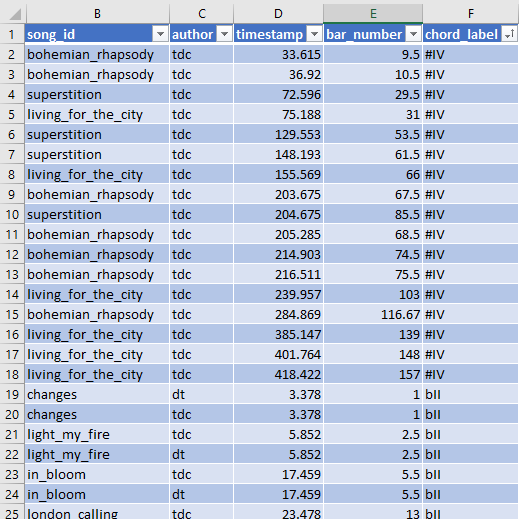 B C D E F
1 song_id author timestamp bar_number chord_label
2 bohemian_rhapsody tdc 33.615 9.5 #IV
3 bohemian_rhapsody tdc 36.92 10.5 #IV
4 superstition tdc 72.596 29.5 #IV
5 living_for_the_city tdc 75.188 31 #IV
6 superstition tdc 129.553 53.5 #IV
7 superstition tdc 148.193 61.5 #IV
8 living_for_the_city tdc 155.569 66 #IV
9 bohemian_rhapsody tdc 203.675 67.5 #IV
10 superstition tdc 204.675 85.5 #IV
11 bohemian_rhapsody tdc 205.285 68.5 #IV
12 bohemian_rhapsody tdc 214.903 74.5 #IV
13 bohemian_rhapsody tdc 216.511 75.5 #IV
14 living_for_the_city tdc 239.957 103 #IV
15 bohemian_rhapsody tdc 284.869 116.67 #IV
16 living_for_the_city tdc 385.147 139 #IV
17 living_for_the_city tdc 401.764 148 #IV
18 living_for_the_city tdc 418.422 157 #IV
19 changes dt 3.378 1 bII
20 changes tdc 3.378 1 bII
21 light_my_fire tdc 5.852 2.5 bII
22 light_my_fire dt 5.852 2.5 bII
23 in_bloom tdc 17.459 5.5 bII
24 in_bloom dt 17.459 5.5 bII
25 london_calling tdc 23.478 13 bII